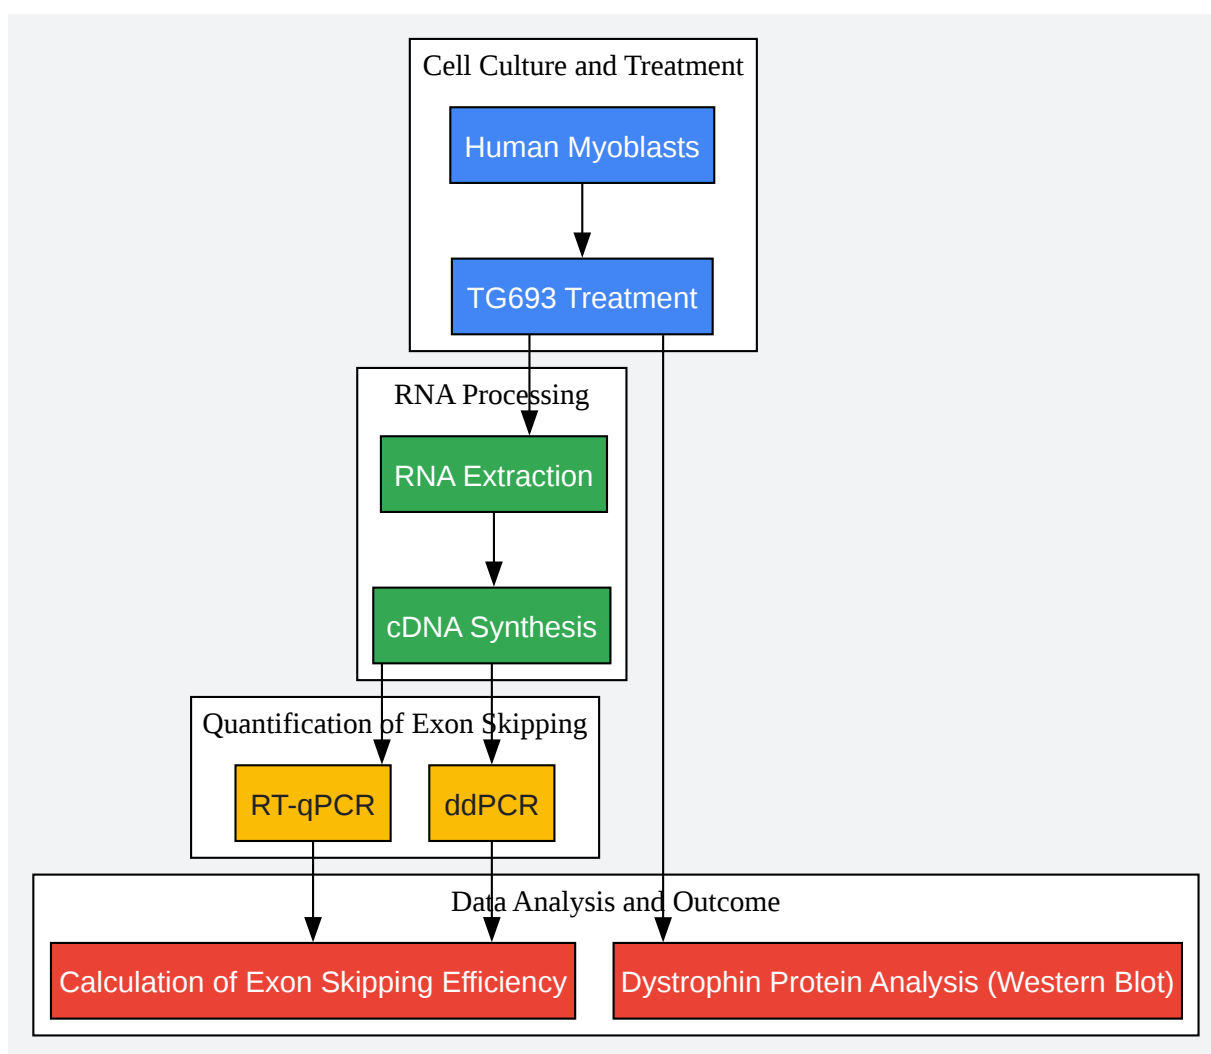 Cell Culture and Treatment
Human Myoblasts
TG693 Treatment
RNA Processing
RNA Extraction
cDNA Synthesis
Quantification of Exon Skipping
RT-qPCR
ddPCR
Data Analysis and Outcome
Calculation of Exon Skipping Efficiency
Dystrophin Protein Analysis (Western Blot)